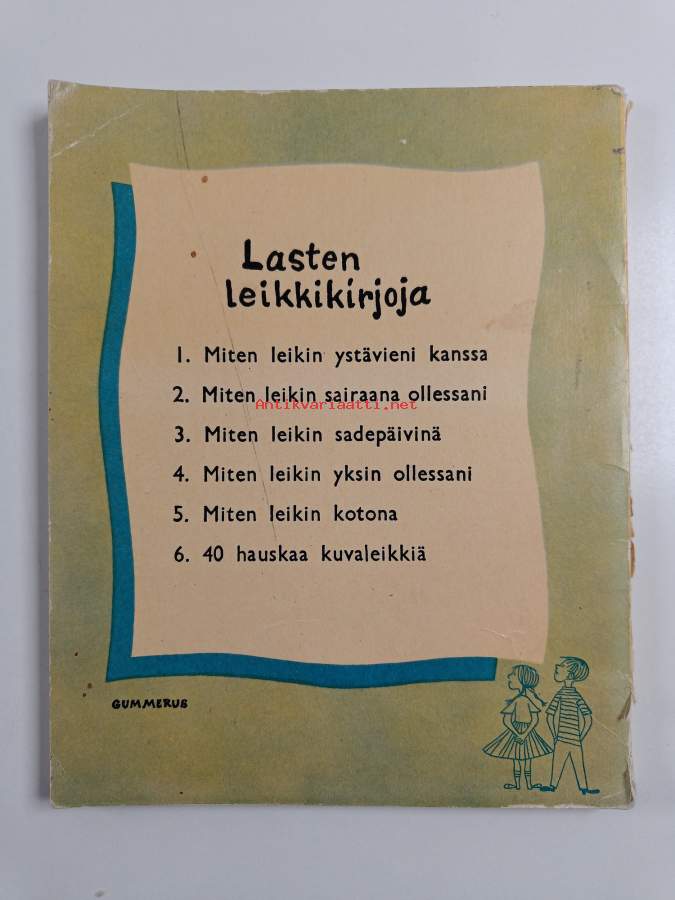 Lasten
leikkikirjoja
1. Miten leikin ystävieni kanssa
2. Miten leikin sairaana ollessani
Antikvariaatti.net
3. Miten leikin sadepäivinä
4. Miten leikin yksin ollessani
5. Miten leikin kotona
6. 40 hauskaa kuvaleikkiä
GUMMERUS